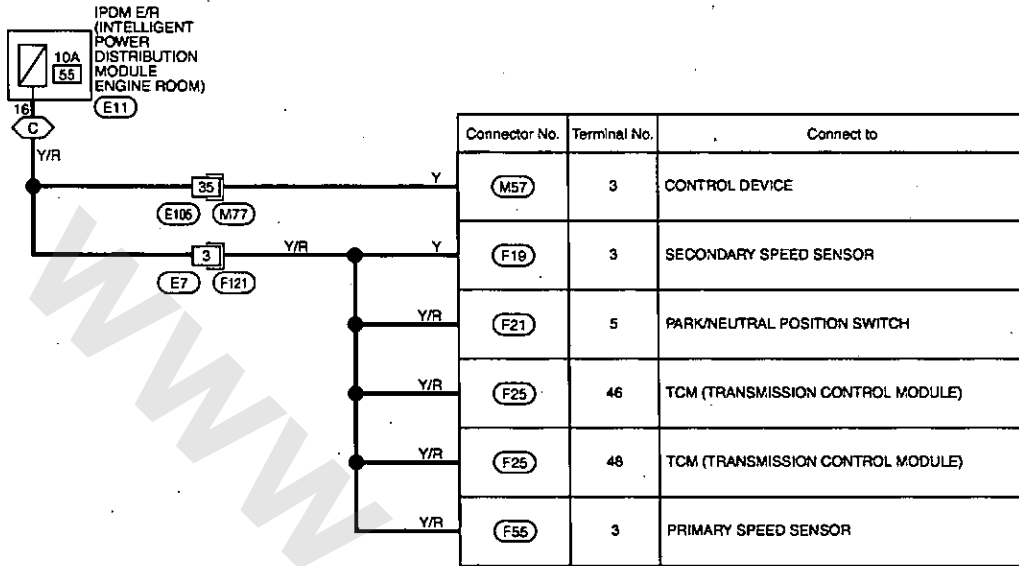 IPDM E/R
(INTELLIGENT
POWER
DISTRIBUTION
MODULE
ENGINE ROOM)
10A
55
E11
16
C
Y/R
35
Y
E105 M77
3
Y/R
Y
E7 F121
Y/R
Y/R
Y/R
Y/R
Connector No. Terminal No. Connect to
M57 3 CONTROL DEVICE
F19 3 SECONDARY SPEED SENSOR
F21 5 PARK/NEUTRAL POSITION SWITCH
F25 46 TCM (TRANSMISSION CONTROL MODULE)
F25 48 TCM (TRANSMISSION CONTROL MODULE)
F55 3 PRIMARY SPEED SENSOR
WWW